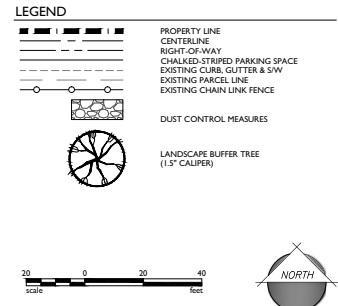 LEGEND
PROPERTY LINE
CENTERLINE
RIGHT-OF-WAY
CHALKED-STRIPED PARKING SPACE
EXISTING CURB, GUTTER & S/W
EXISTING PARCEL LINE
EXISTING CHAIN LINK FENCE
DUST CONTROL MEASURES
LANDSCAPE BUFFER TREE
(1.5" CALIPER)
20 0 20 40
scale feet
NORTH